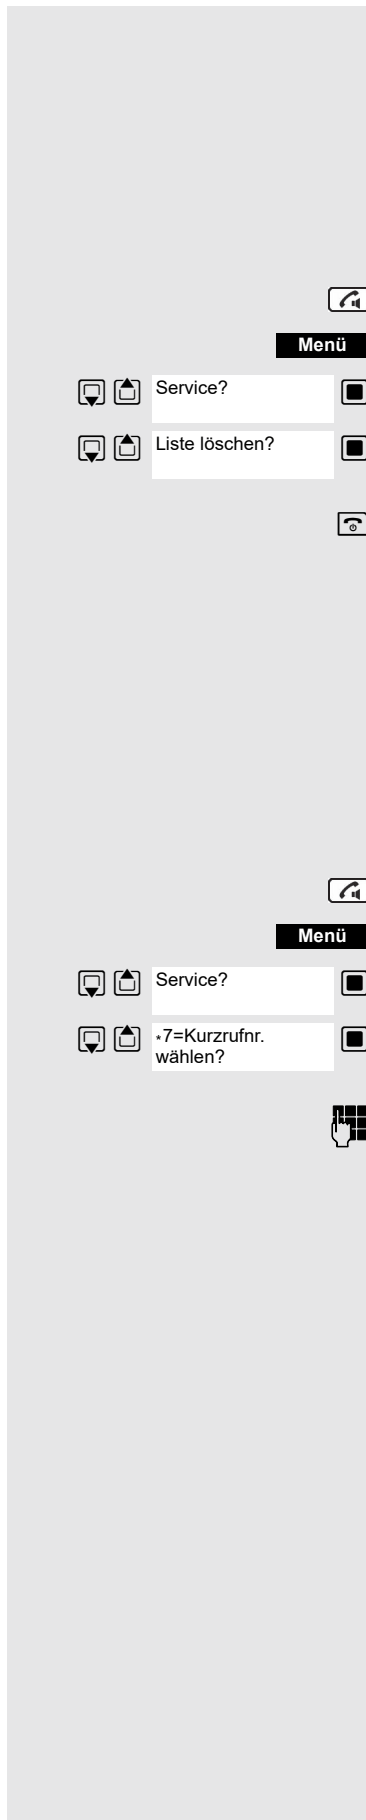 Menü
Service?
Liste löschen?
Menü
Service?
*7=Kurzrufnr.
wählen?